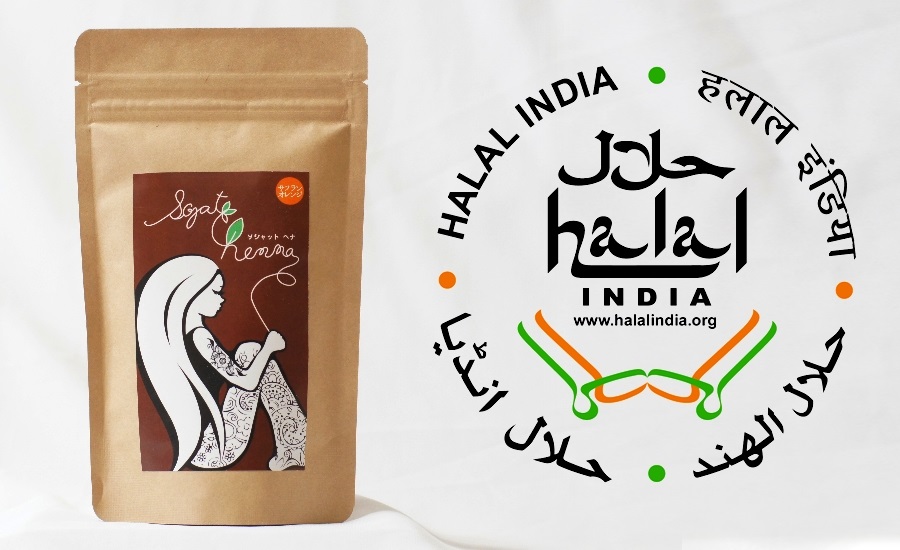 サフラン
オレンジ
Sgat
henna
ソジャット ヘナ
HALAL INDIA
हलाल इंडिया
حلال
halal
INDIA
www.halalindia.org
حلال انڈیا
حلال الهند